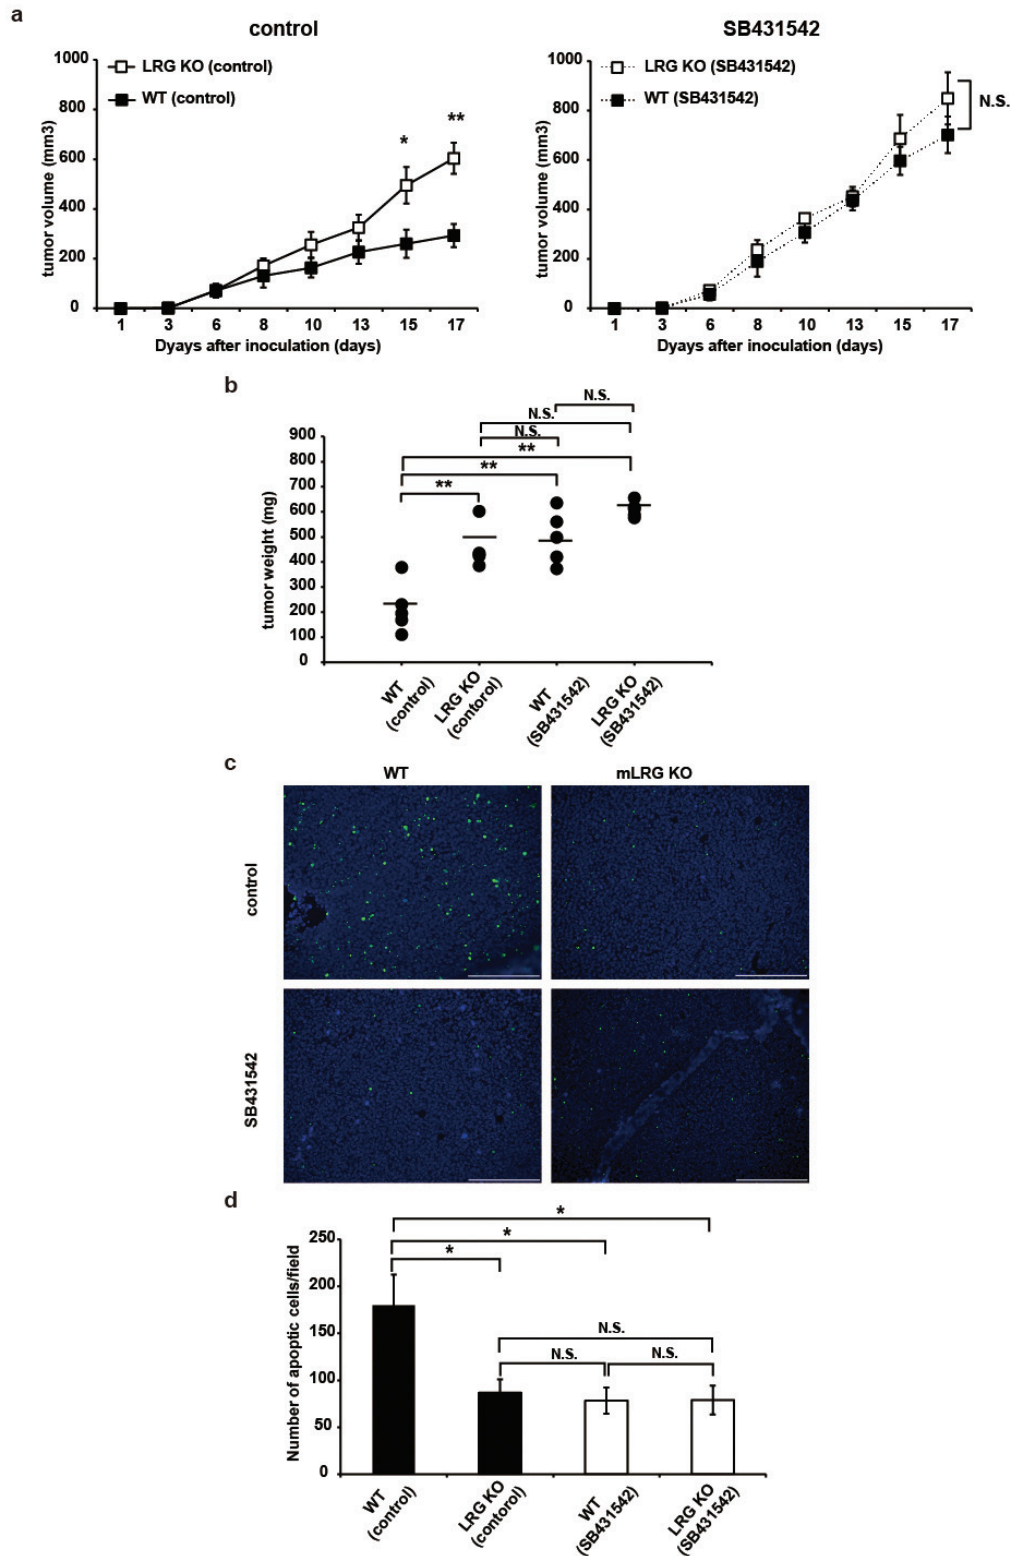 a
control
SB431542
1000
800
600
400
200
0
tumor volume (mm3)
LRG KO (control)
WT (control)
*
**
1 3 6 8 10 13 15 17
Dyays after inoculation (days)
1000
800
600
400
200
0
tumor volume (mm3)
LRG KO (SB431542)
WT (SB431542)
N.S.
1 3 6 8 10 13 15 17
Dyays after inoculation (days)
b
N.S.
N.S.
N.S.
**
**
**
900
800
700
600
500
400
300
200
100
0
tumor weight (mg)
WT
(control)
LRG KO
(contorol)
WT
(SB431542)
LRG KO
(SB431542)
c
WT
mLRG KO
control
SB431542
d
*
*
*
N.S.
N.S.
N.S.
250
200
150
100
50
0
Number of apoptic cells/field
WT
(control)
LRG KO
(contorol)
WT
(SB431542)
LRG KO
(SB431542)